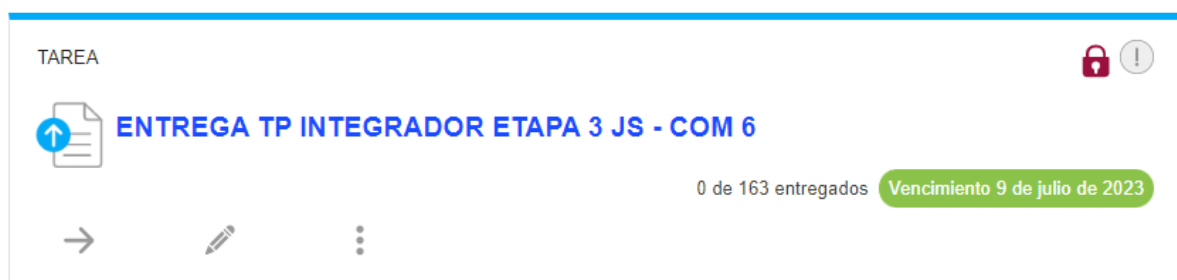 TAREA
ENTREGA TP INTEGRADOR ETAPA 3 JS - COM 6
0 de 163 entregados Vencimiento 9 de julio de 2023